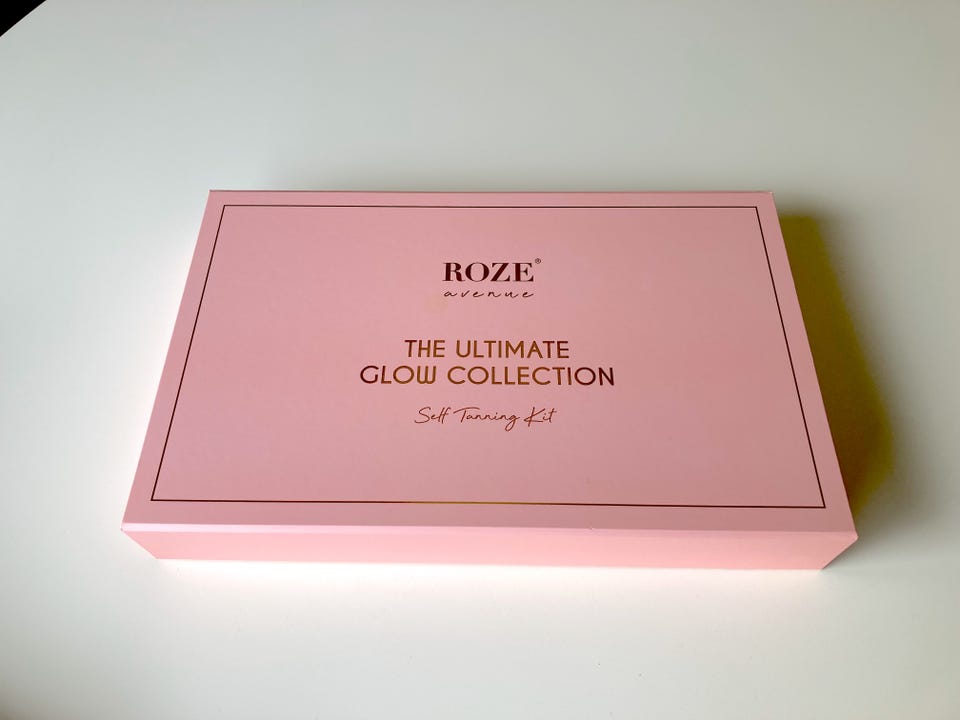 ROZE®
avenue
THE ULTIMATE
GLOW COLLECTION
Self Tanning Kit